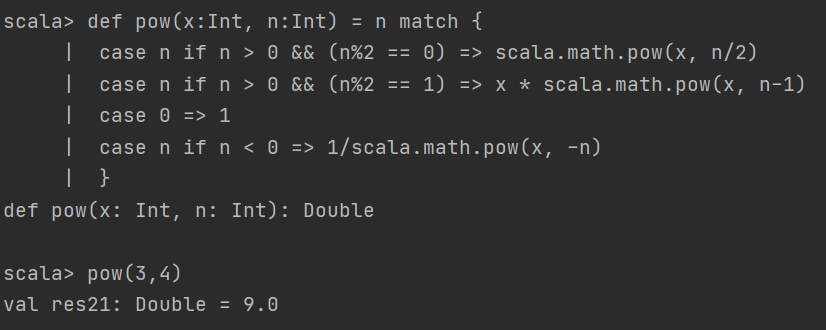 scala> def pow(x:Int, n:Int) = n match {
     |  case n if n > 0 && (n%2 == 0) => scala.math.pow(x, n/2)
     |  case n if n > 0 && (n%2 == 1) => x * scala.math.pow(x, n-1)
     |  case 0 => 1
     |  case n if n < 0 => 1/scala.math.pow(x, -n)
     |  }
def pow(x: Int, n: Int): Double
scala> pow(3,4)
val res21: Double = 9.0